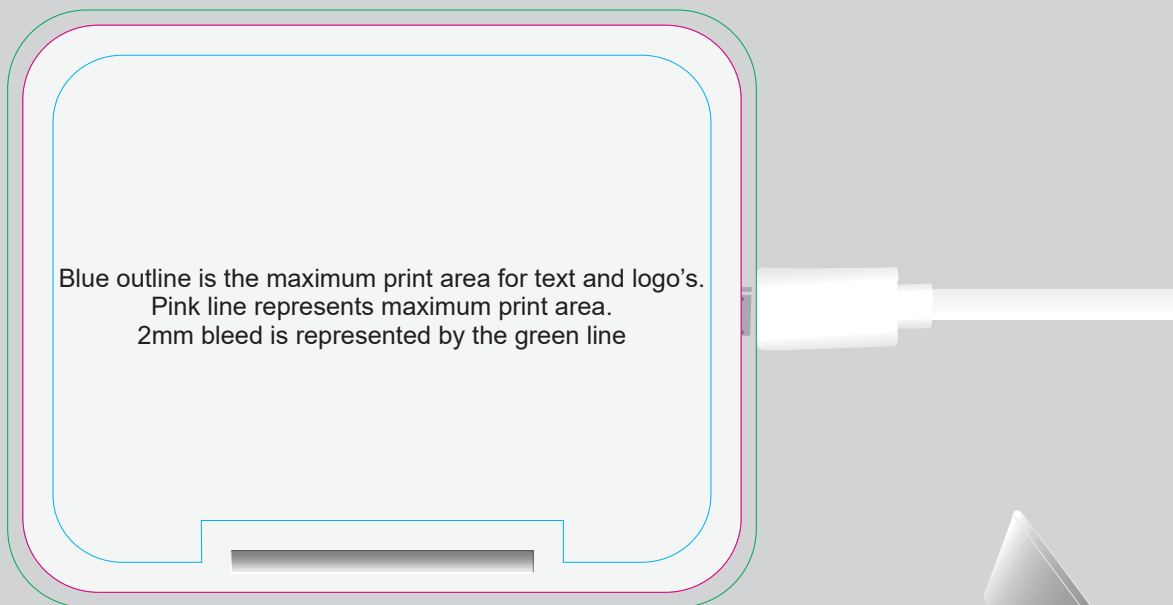 Blue outline is the maximum print area for text and logo’s.
Pink line represents maximum print area.
2mm bleed is represented by the green line